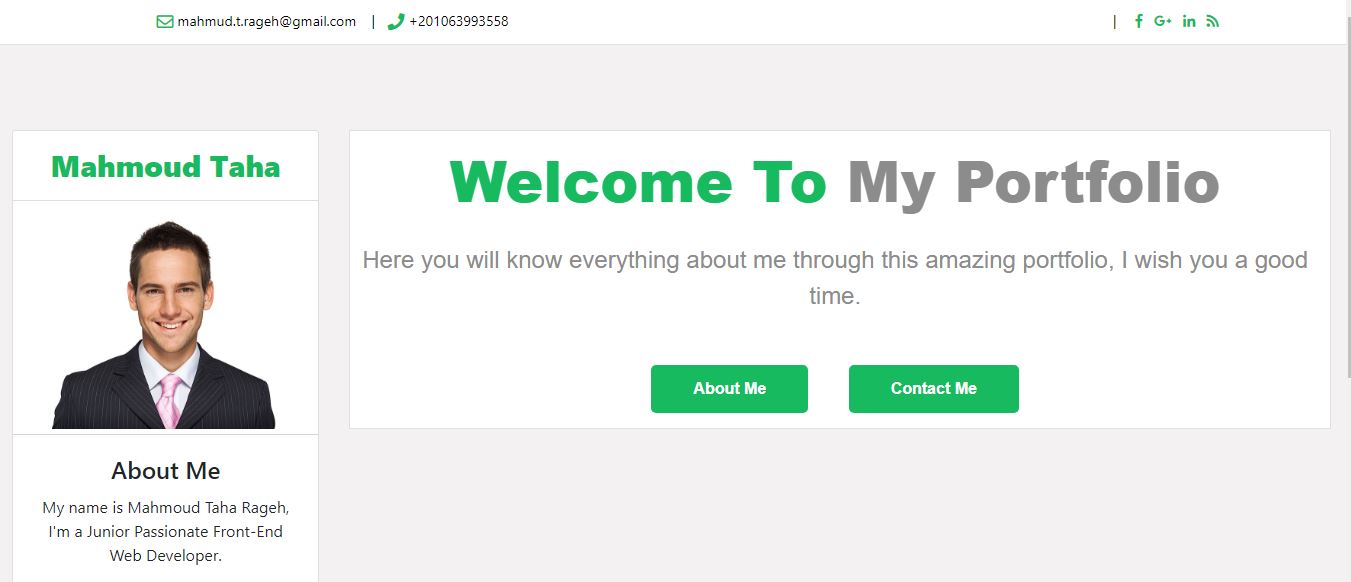 mahmud.t.rageh@gmail.com | +201063993558 |
Mahmoud Taha
Welcome To My Portfolio
Here you will know everything about me through this amazing portfolio, I wish you a good
time.
About Me Contact Me
About Me
My name is Mahmoud Taha Rageh,
I'm a Junior Passionate Front-End
Web Developer.